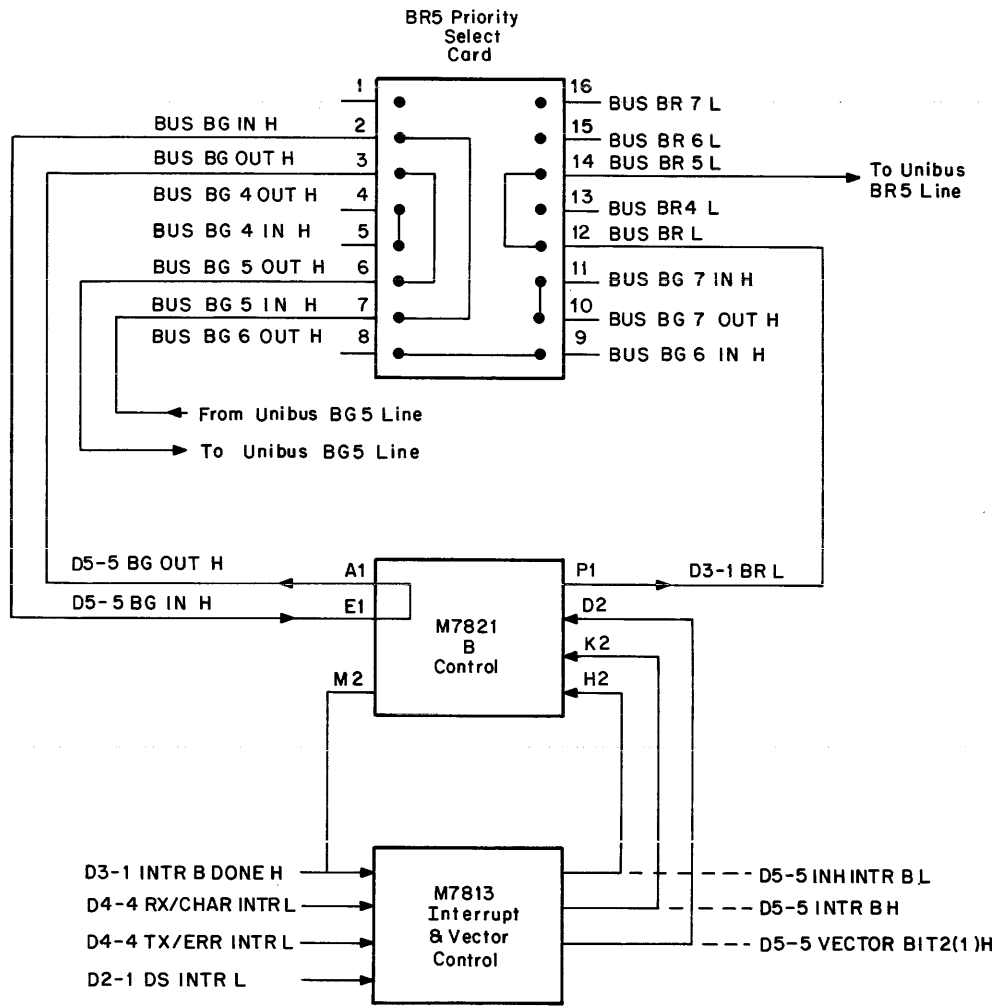 BR5 Priority
Select
Card
1
16
BUS BR 7 L
BUS BG IN H
2
15
BUS BR 6 L
BUS BG OUT H
3
14
BUS BR 5 L
To Unibus
BR5 Line
BUS BG 4 OUT H
4
13
BUS BR4 L
BUS BG 4 IN H
5
12
BUS BR L
BUS BG 5 OUT H
6
11
BUS BG 7 IN H
BUS BG 5 IN H
7
10
BUS BG 7 OUT H
BUS BG 6 OUT H
8
9
BUS BG 6 IN H
From Unibus BG5 Line
To Unibus BG5 Line
D5-5 BG OUT H
A1
P1
D3-1 BR L
D5-5 BG IN H
E1
D2
M7821
B
Control
K2
M2
H2
D3-1 INTR B DONE H
D4-4 RX/CHAR INTR L
D4-4 TX/ERR INTR L
D2-1 DS INTR L
M7813
Interrupt
& Vector
Control
D5-5 INH INTR B L
D5-5 INTR B H
D5-5 VECTOR BIT2(1)H